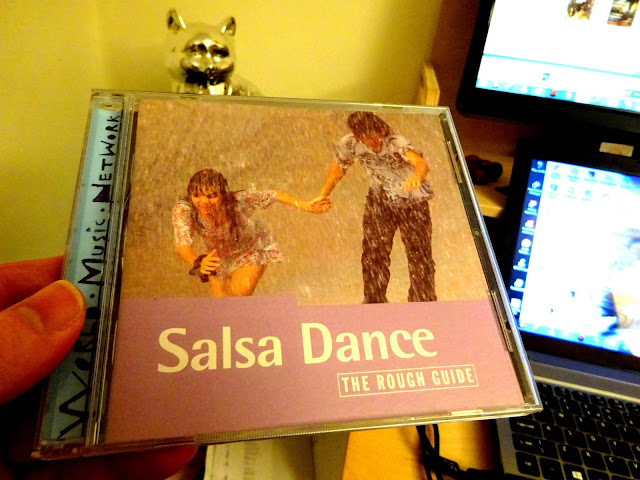 WORLD · MUSIC · NETWORK
Salsa Dance
THE ROUGH GUIDE